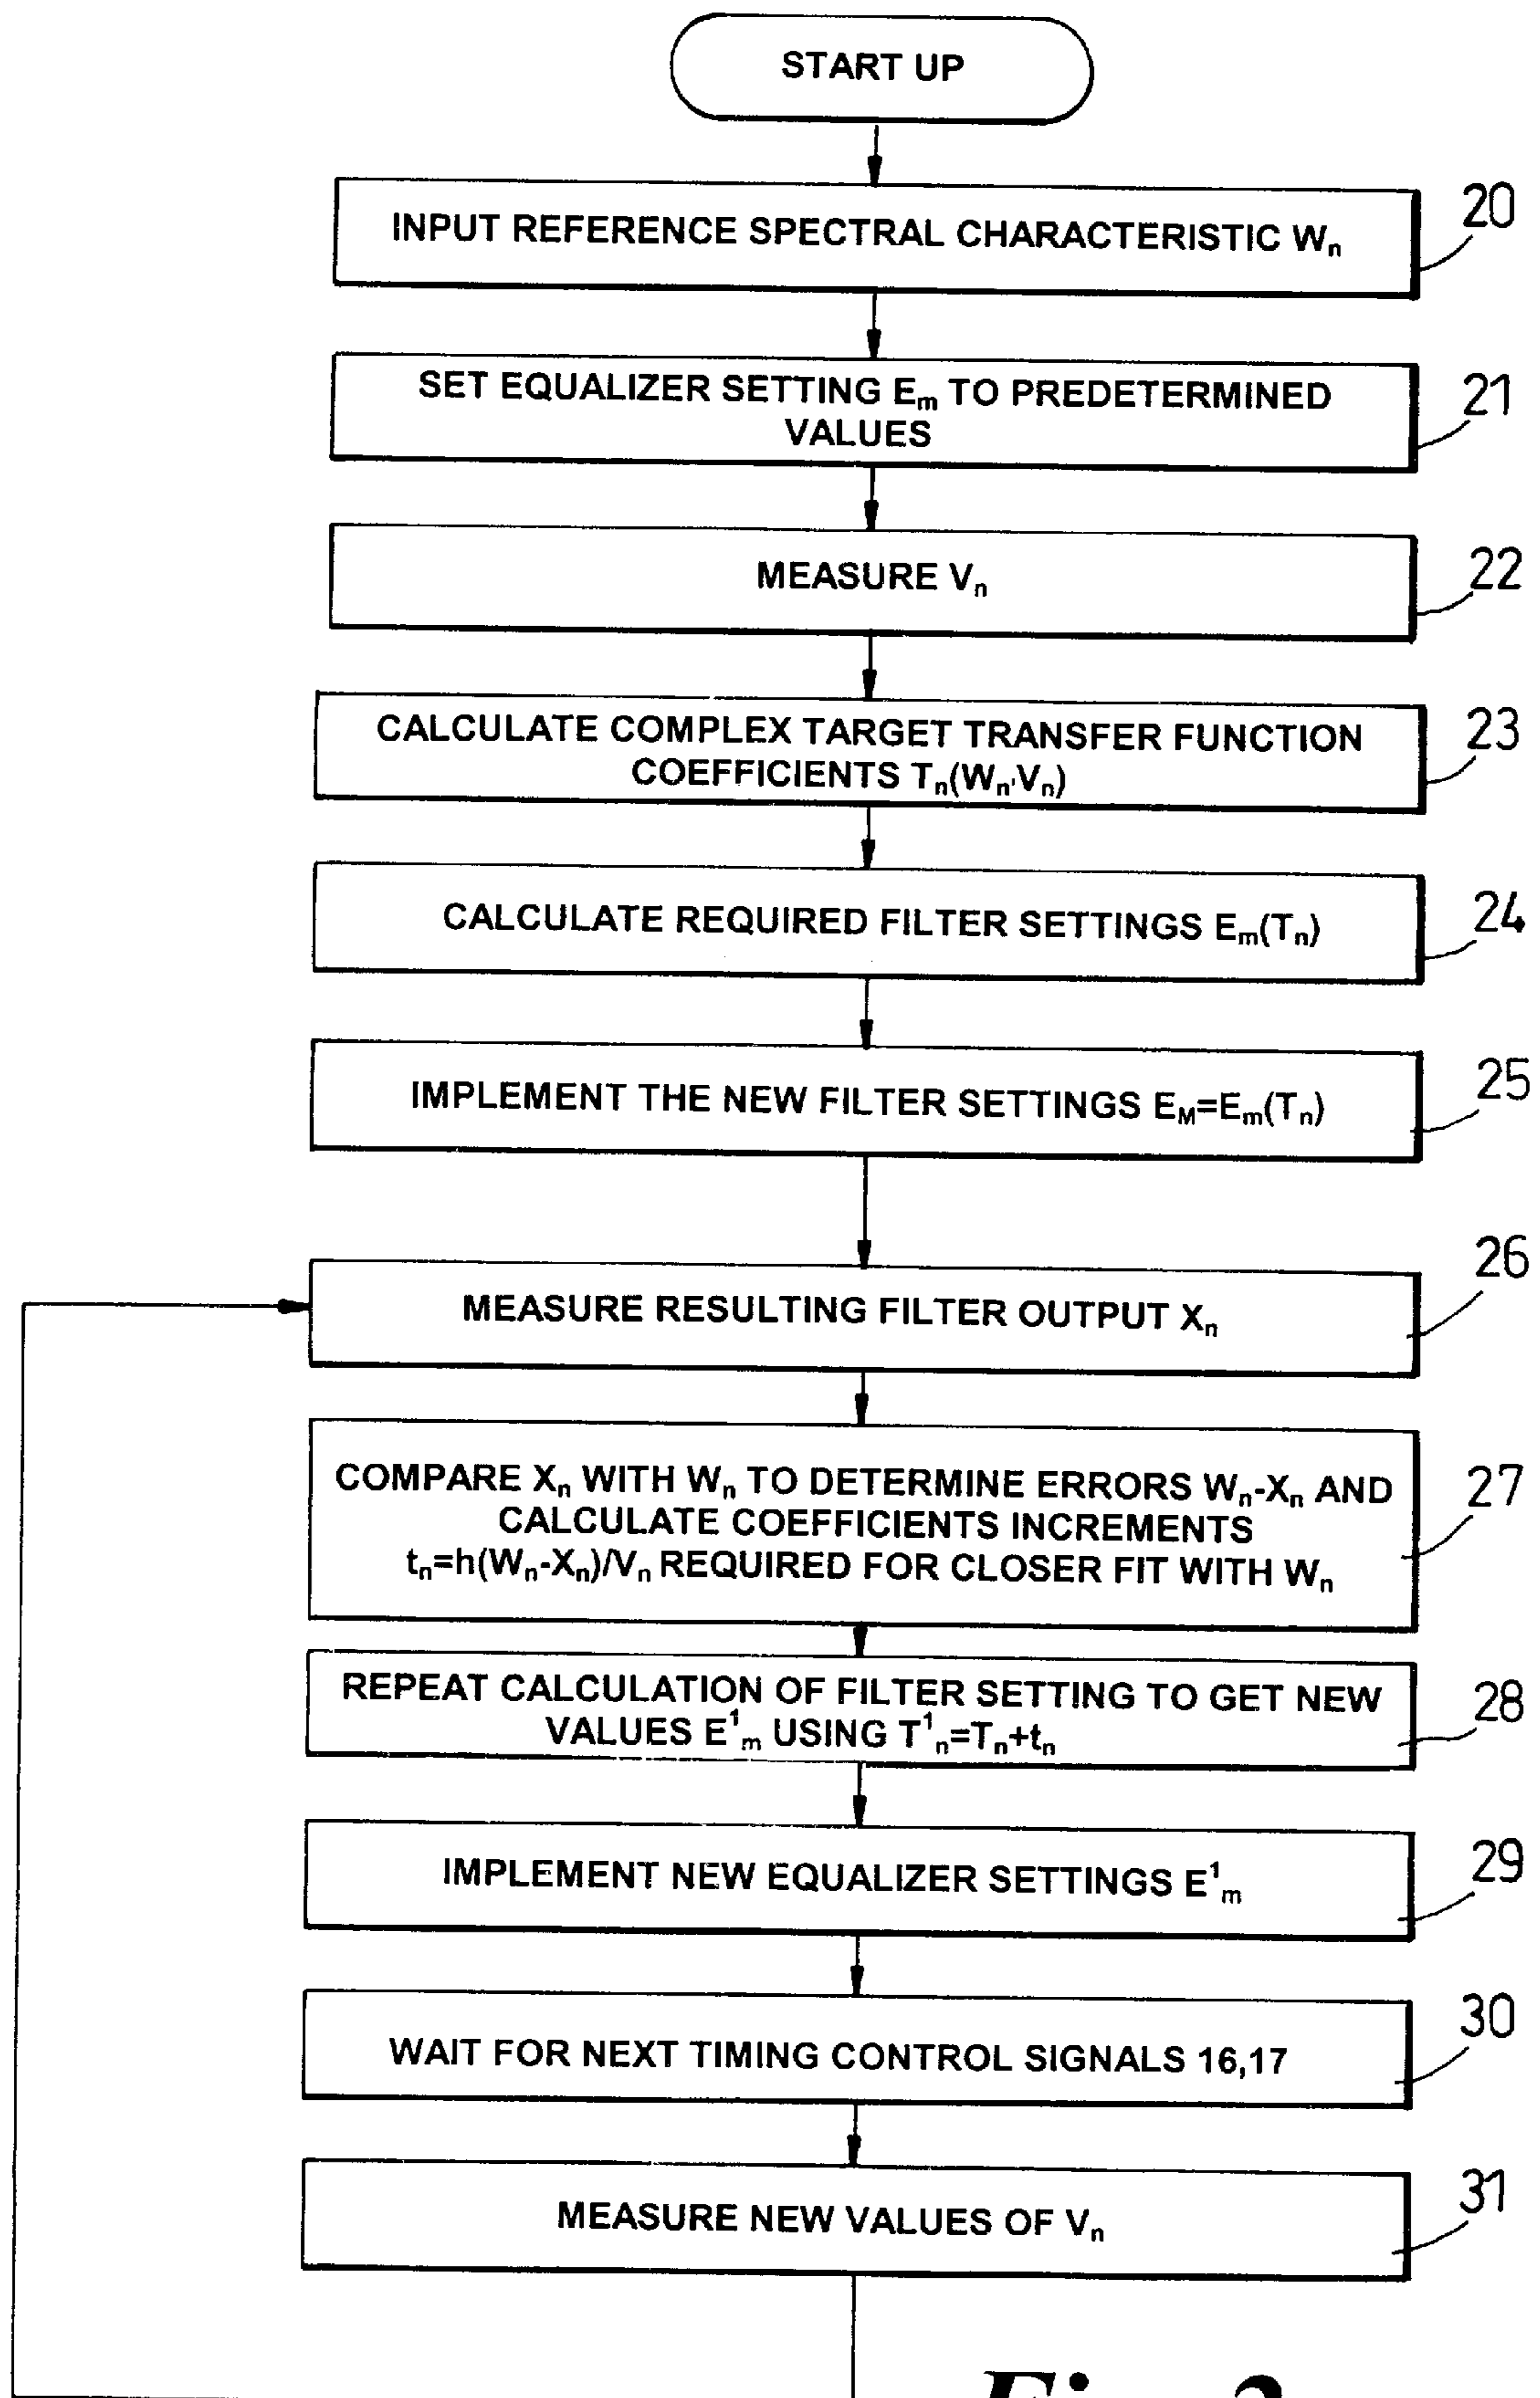 START UP
INPUT REFERENCE SPECTRAL CHARACTERISTIC Wₙ
20
SET EQUALIZER SETTING Eₘ TO PREDETERMINED
VALUES
21
MEASURE Vₙ
22
CALCULATE COMPLEX TARGET TRANSFER FUNCTION
COEFFICIENTS Tₙ(Wₙ,Vₙ)
23
CALCULATE REQUIRED FILTER SETTINGS Eₘ(Tₙ)
24
IMPLEMENT THE NEW FILTER SETTINGS E_M=Eₘ(Tₙ)
25
MEASURE RESULTING FILTER OUTPUT Xₙ
26
COMPARE Xₙ WITH Wₙ TO DETERMINE ERRORS Wₙ-Xₙ AND
CALCULATE COEFFICIENTS INCREMENTS
tₙ=h(Wₙ-Xₙ)/Vₙ REQUIRED FOR CLOSER FIT WITH Wₙ
27
REPEAT CALCULATION OF FILTER SETTING TO GET NEW
VALUES E¹ₘ USING T¹ₙ=Tₙ+tₙ
28
IMPLEMENT NEW EQUALIZER SETTINGS E¹ₘ
29
WAIT FOR NEXT TIMING CONTROL SIGNALS 16,17
30
MEASURE NEW VALUES OF Vₙ
31